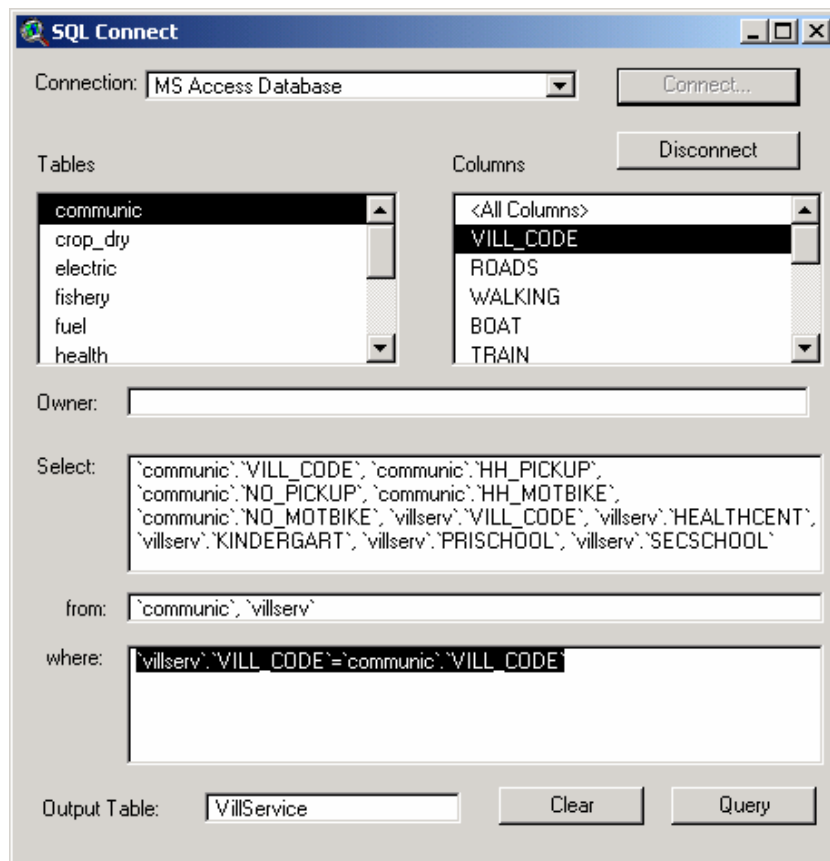 SQL Connect
Connection: MS Access Database
Connect...
Disconnect
Tables
Columns
communic
crop_dry
electric
fishery
fuel
health
<All Columns>
VILL_CODE
ROADS
WALKING
BOAT
TRAIN
Owner:
Select: `communic`.`VILL_CODE`, `communic`.`HH_PICKUP`,
`communic`.`NO_PICKUP`, `communic`.`HH_MOTBIKE`,
`communic`.`NO_MOTBIKE`, `villserv`.`VILL_CODE`, `villserv`.`HEALTHCENT`,
`villserv`.`KINDERGART`, `villserv`.`PRISCHOOL`, `villserv`.`SECSCHOOL`
from: `communic`, `villserv`
where: `villserv`.`VILL_CODE`=`communic`.`VILL_CODE`
Output Table: VillService
Clear
Query